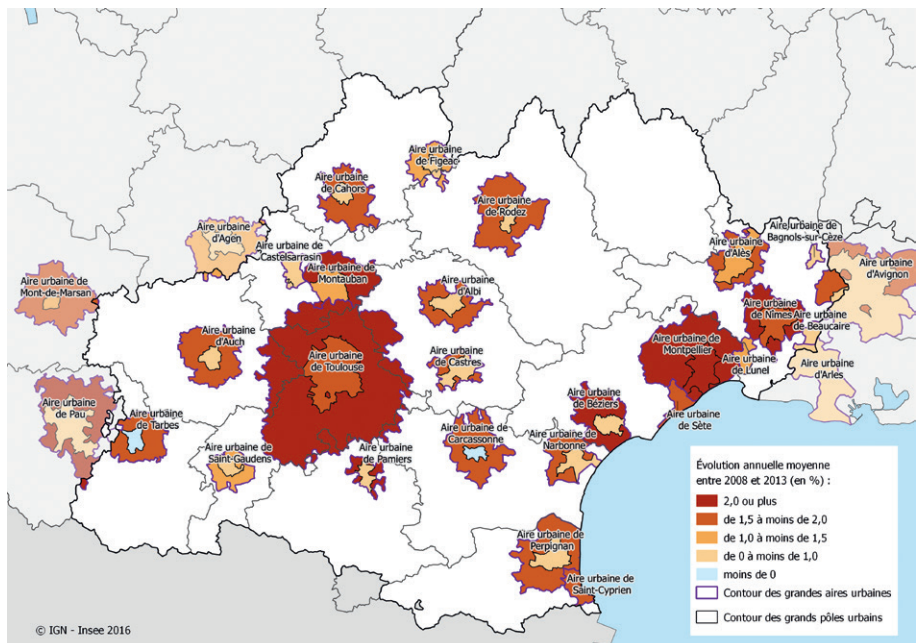 Aire urbaine
de Figeac
Aire urbaine
de Cahors
Aire urbaine
de Rodez
Aire urbaine
d'Agen
Aire urbaine de
Castelsarrasin
Aire urbaine de
Montauban
Aire urbaine de
Mont-de-Marsan
Aire urbaine
d'Albi
Aire urbaine
d'Alès
Aire urbaine de
Bagnols-sur-Cèze
Aire urbaine
d'Avignon
Aire urbaine
de Nîmes
Aire urbaine
de Beaucaire
Aire urbaine
d'Auch
Aire urbaine
de Toulouse
Aire urbaine
de Castres
Aire urbaine de
Montpellier
Aire urbaine
de Lunel
Aire urbaine
d'Arles
Aire urbaine
de Pau
Aire urbaine
de Tarbes
Aire urbaine de
Saint-Gaudens
Aire urbaine
de Pamiers
Aire urbaine de
Carcassonne
Aire urbaine de
Narbonne
Aire urbaine
de Béziers
Aire urbaine
de Sète
Aire urbaine de
Perpignan
Aire urbaine de
Saint-Cyprien
Évolution annuelle moyenne
entre 2008 et 2013 (en %) :
2,0 ou plus
de 1,5 à moins de 2,0
de 1,0 à moins de 1,5
de 0 à moins de 1,0
moins de 0
Contour des grandes aires urbaines
Contour des grands pôles urbains
© IGN - Insee 2016